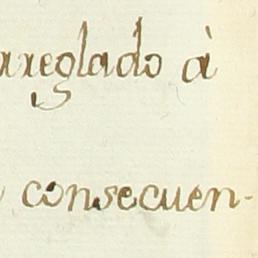 arreglado à
consecuen-